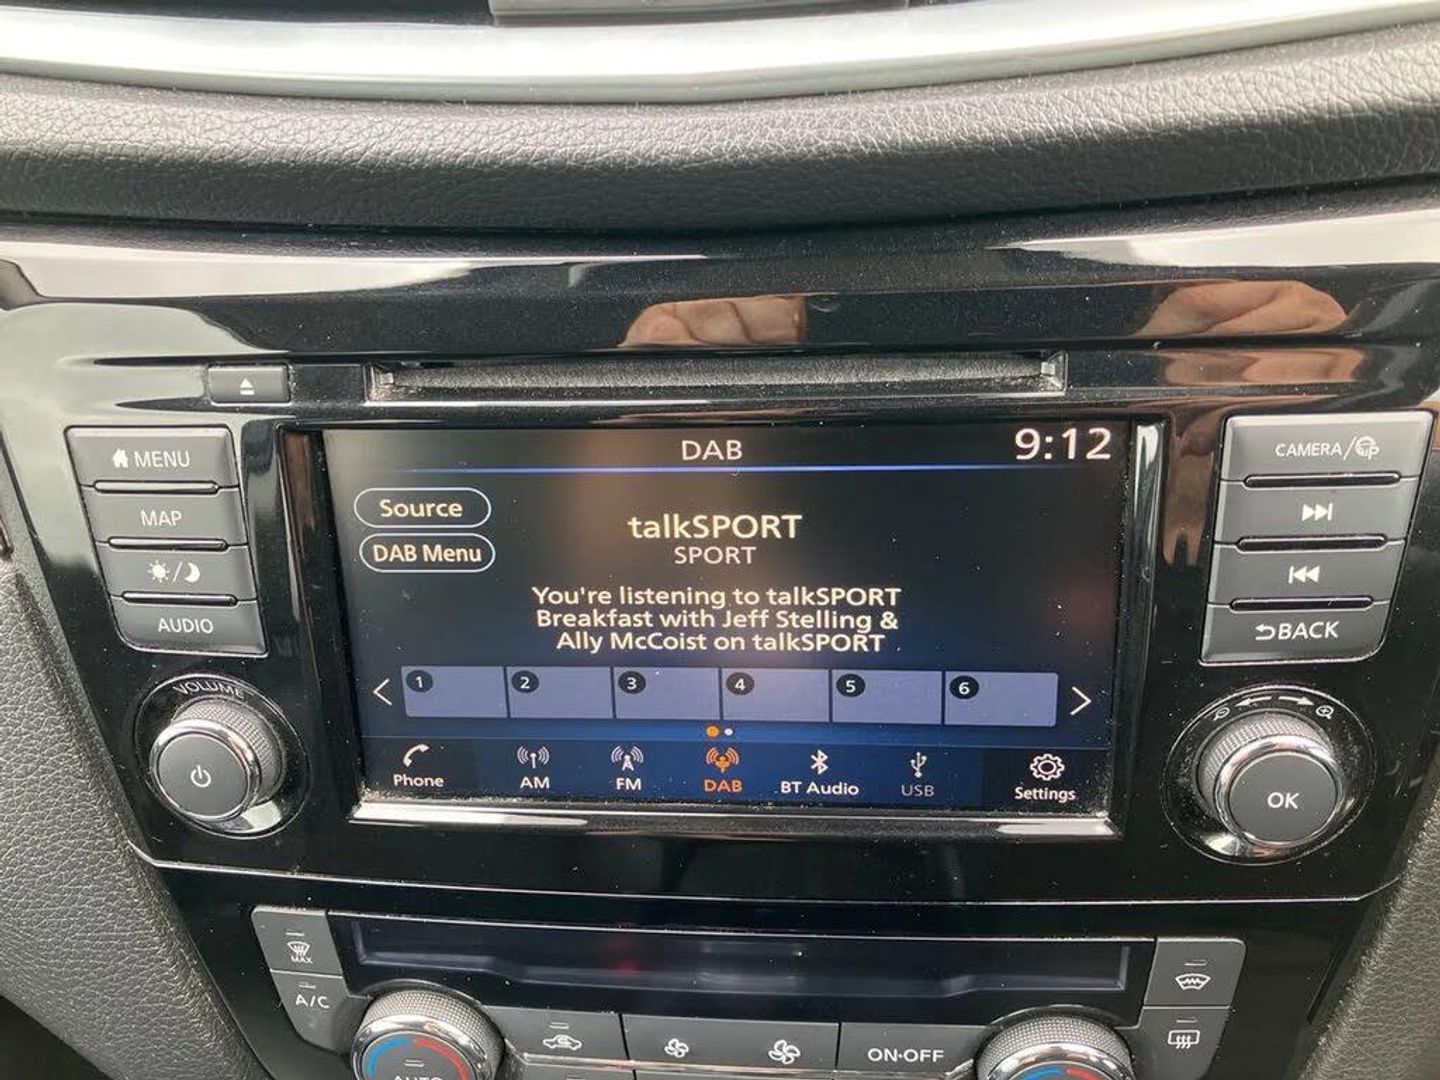 DAB
9:12
Source
DAB Menu
talkSPORT
SPORT
You're listening to talkSPORT
Breakfast with Jeff Stelling &
Ally McCoist on talkSPORT
1 2 3 4 5 6
Phone AM FM DAB BT Audio USB Settings
MENU
MAP
AUDIO
VOLUME
CAMERA/
BACK
OK
MAX
A/C
AUTO
ON·OFF